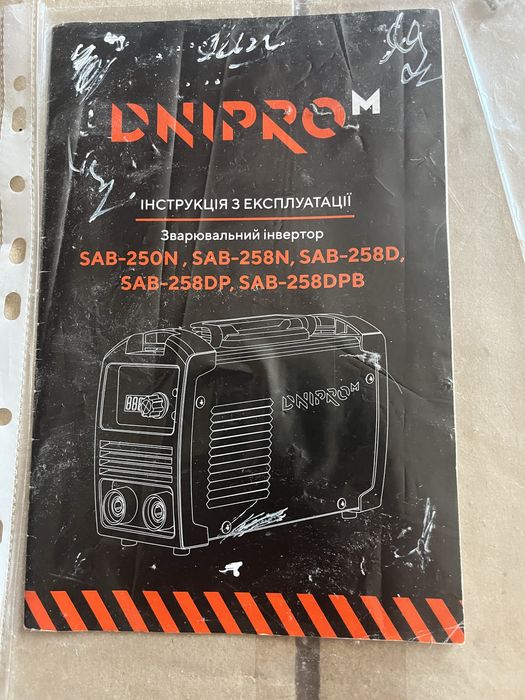 DNIPRO M
ІНСТРУКЦІЯ З ЕКСПЛУАТАЦІЇ
Зварювальний інвертор
SAB-250N , SAB-258N, SAB-258D,
SAB-258DP, SAB-258DPB
DNIPRO M